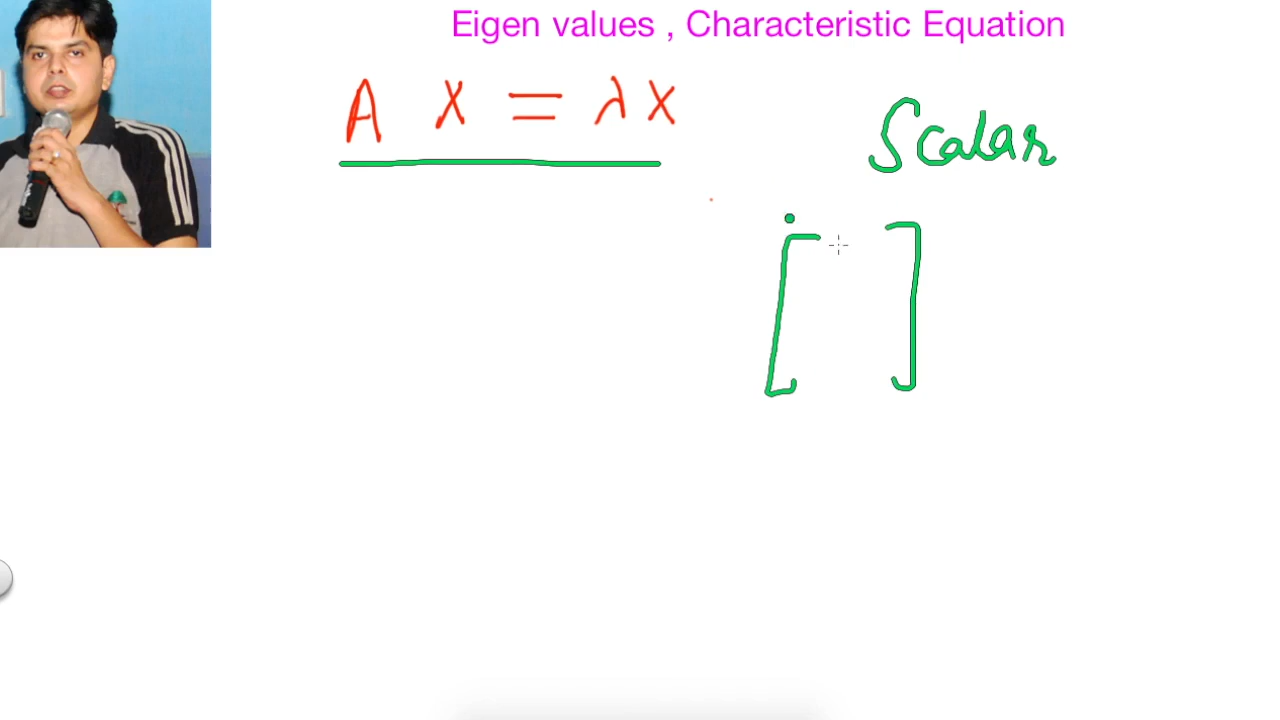 Eigen values , Characteristic Equation
A X = λ X
Scalar
[ ]